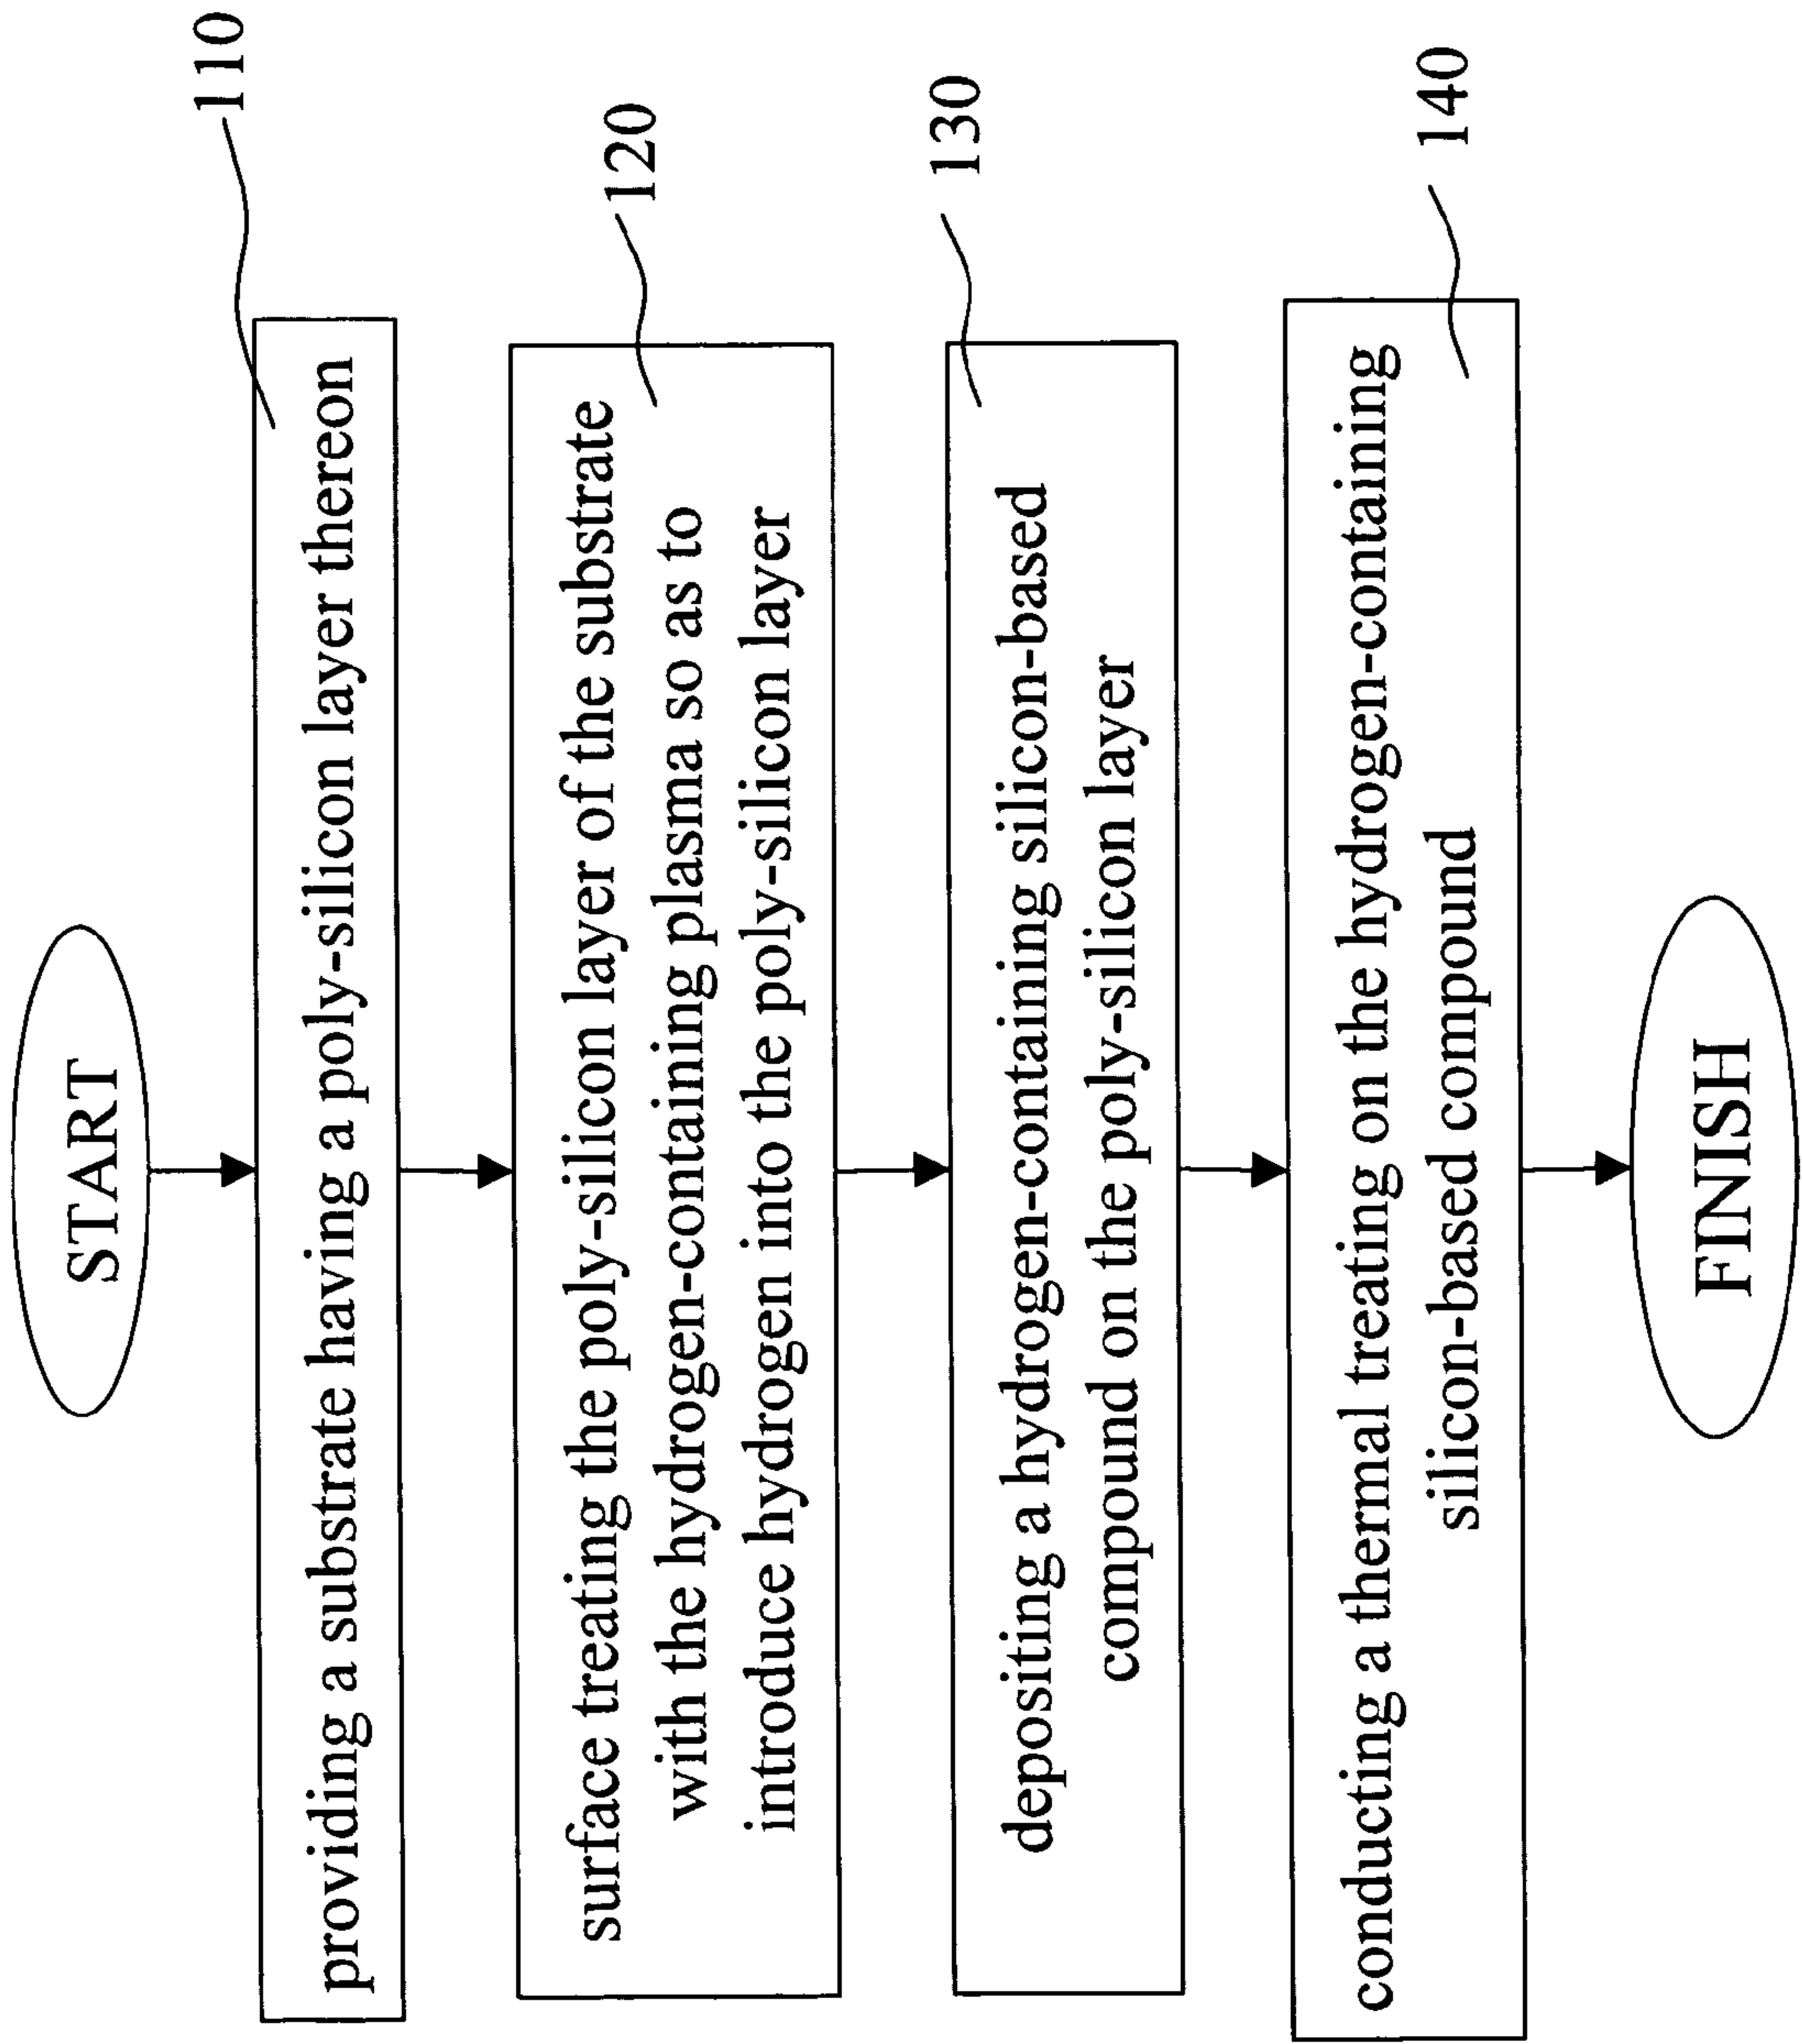 START
110
providing a substrate having a poly-silicon layer thereon
120
surface treating the poly-silicon layer of the substrate
with the hydrogen-containing plasma so as to
introduce hydrogen into the poly-silicon layer
130
depositing a hydrogen-containing silicon-based
compound on the poly-silicon layer
140
conducting a thermal treating on the hydrogen-containing
silicon-based compound
FINISH